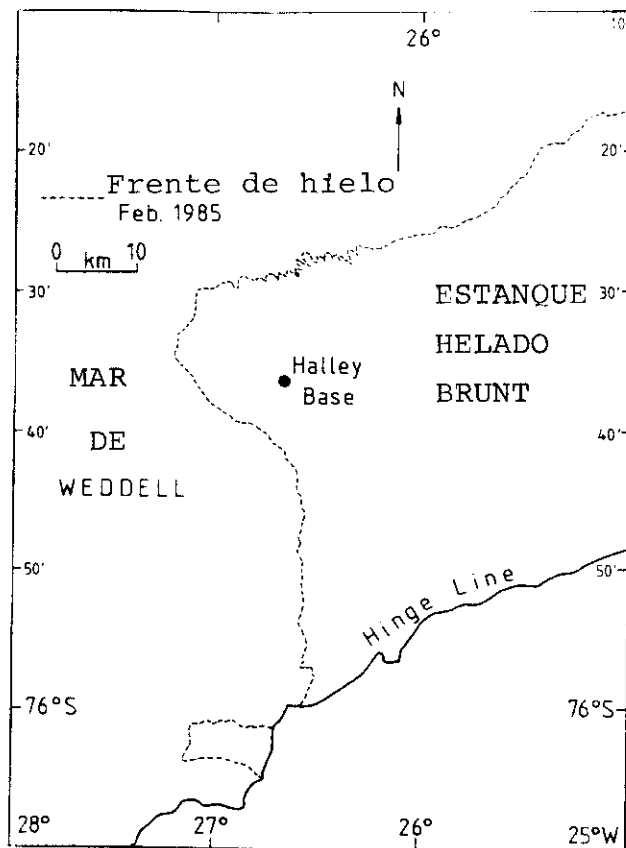 26°
10
N
20'
20'
Frente de hielo
Feb. 1985
0 10
km
30'
30'
ESTANQUE
HELADO
BRUNT
Halley
Base
MAR
DE
WEDDELL
40'
40'
50'
50'
Hinge Line
76°S
76°S
28°
27°
26°
25°W